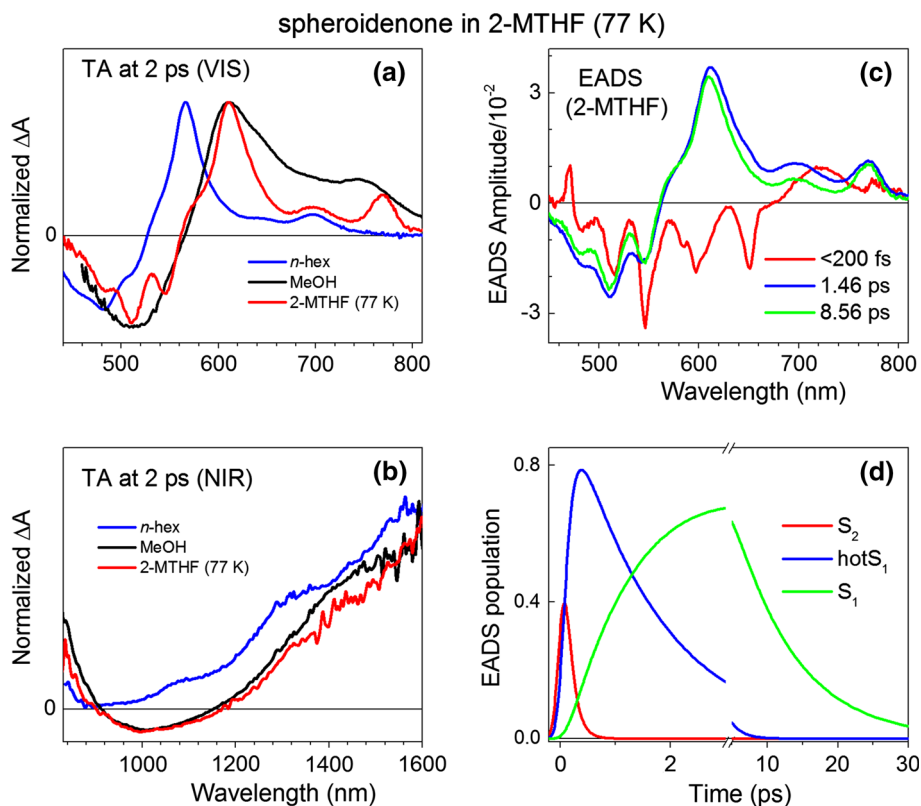 spheroidenone in 2-MTHF (77 K)
TA at 2 ps (VIS)
(a)
Normalized ΔA
0
n-hex
MeOH
2-MTHF (77 K)
500 600 700 800
EADS
(2-MTHF)
(c)
EADS Amplitude/10⁻²
3
0
-3
<200 fs
1.46 ps
8.56 ps
500 600 700 800
Wavelength (nm)
TA at 2 ps (NIR)
(b)
Normalized ΔA
0
n-hex
MeOH
2-MTHF (77 K)
1000 1200 1400 1600
Wavelength (nm)
(d)
EADS population
0.8
0.4
0.0
S₂
hotS₁
S₁
0 2 10 20 30
Time (ps)